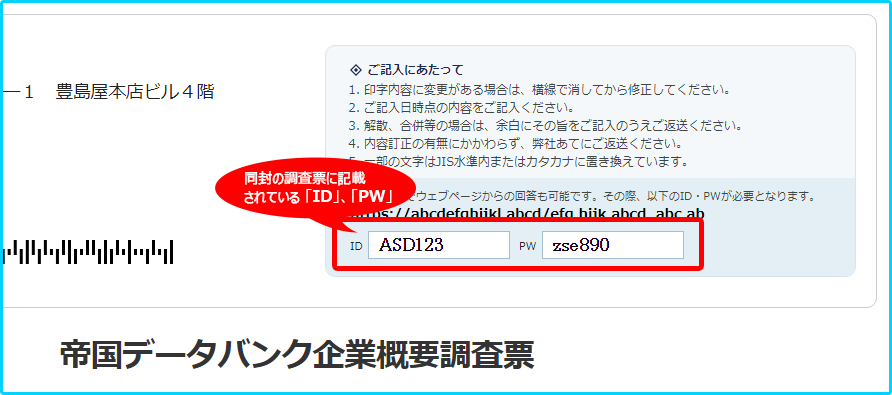 ー１　豊島屋本店ビル４階
ご記入にあたって
1. 印字内容に変更がある場合は、横線で消してから修正してください。
2. ご記入日時点の内容をご記入ください。
3. 解散、合併等の場合は、余白にその旨をご記入のうえご返送ください。
4. 内容訂正の有無にかかわらず、弊社あてにご返送ください。
5. 一部の文字はJIS水準内またはカタカナに置き換えています。
同封の調査票に記載
されている「ID」、「PW」
でウェブページからの回答も可能です。その際、以下のID・PWが必要となります。
https://abcdefghijkl.abcd/efg.hijk.abcd_abc.ab
ID ASD123 PW zse890
帝国データバンク企業概要調査票